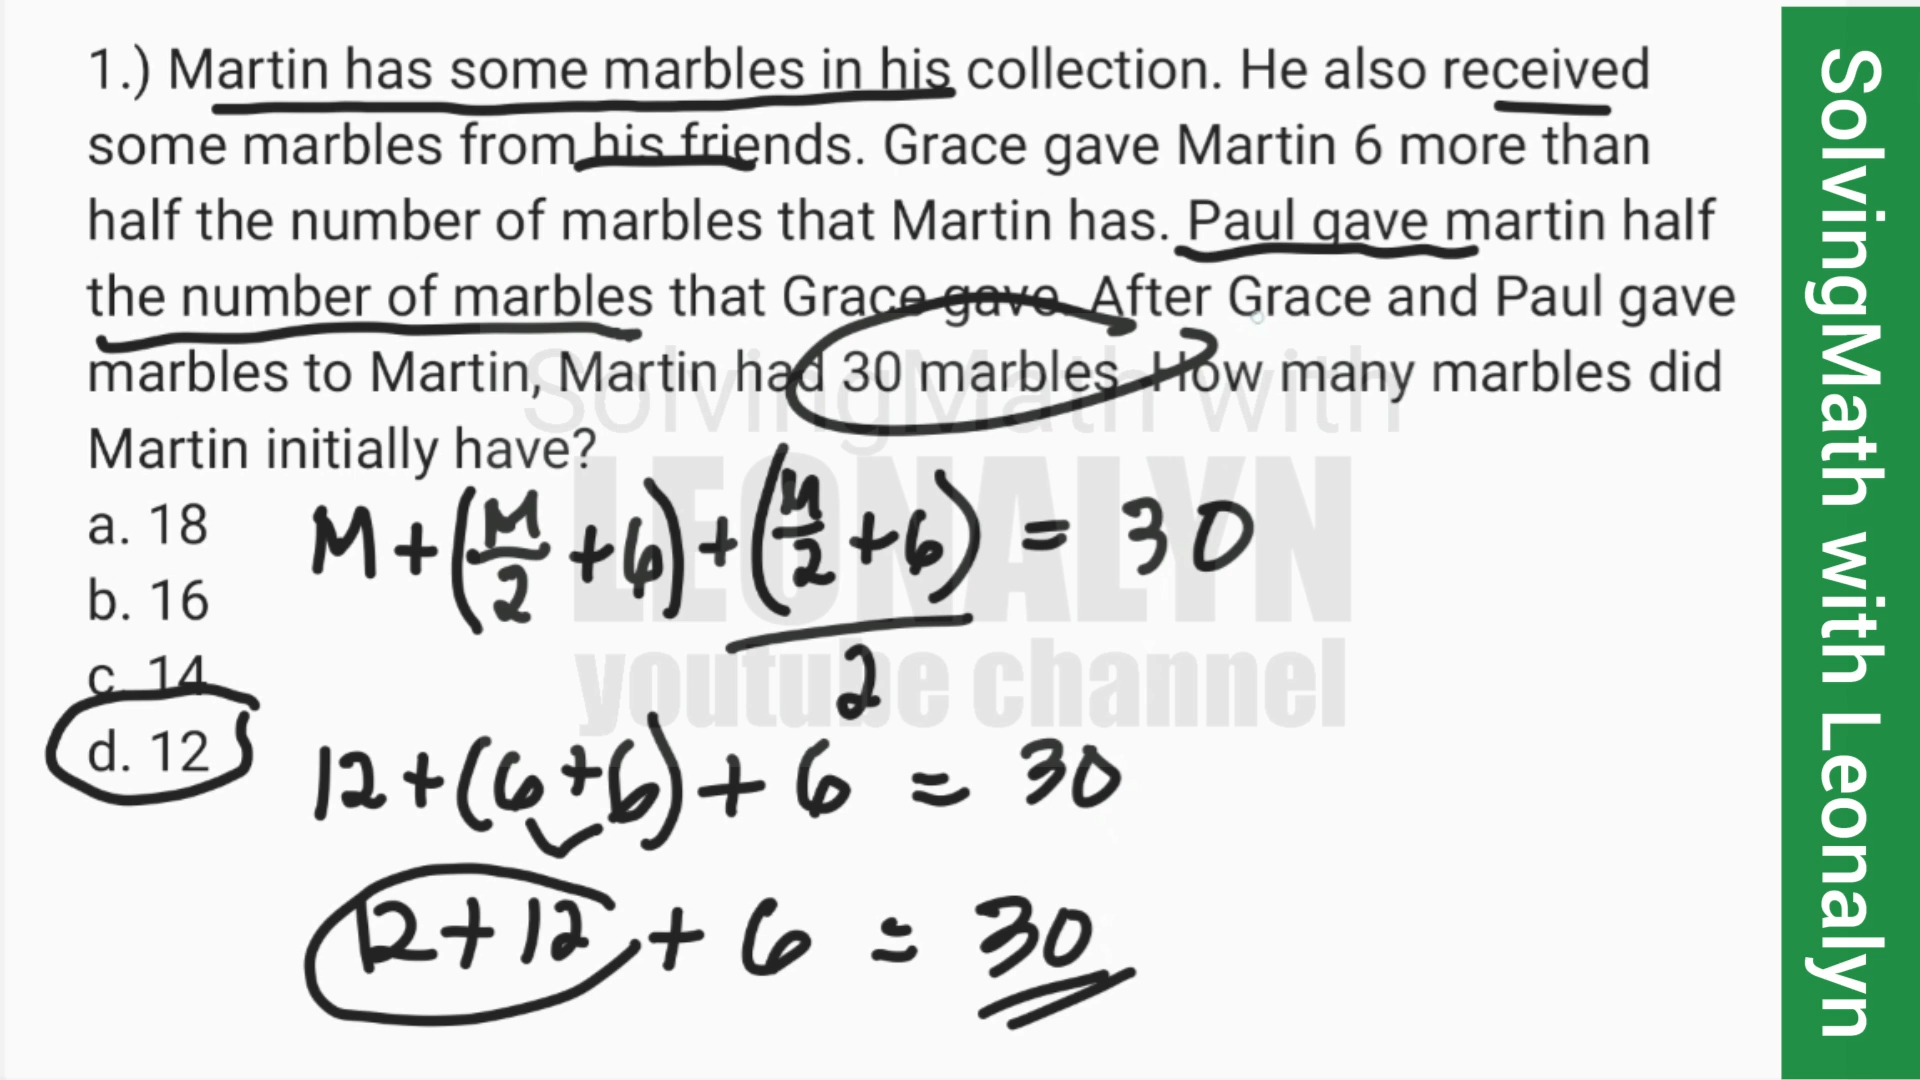 1.) Martin has some marbles in his collection. He also received
some marbles from his friends. Grace gave Martin 6 more than
half the number of marbles that Martin has. Paul gave martin half
the number of marbles that Grace gave. After Grace and Paul gave
marbles to Martin, Martin had 30 marbles. How many marbles did
Martin initially have?
a. 18
b. 16
c. 14
d. 12
M + (M/2 + 6) + (M/2 + 6)/2 = 30
12 + (6 + 6) + 6 = 30
12 + 12 + 6 = 30
SolvingMath with
LEONALYN
youtube channel
SolvingMath with Leonalyn